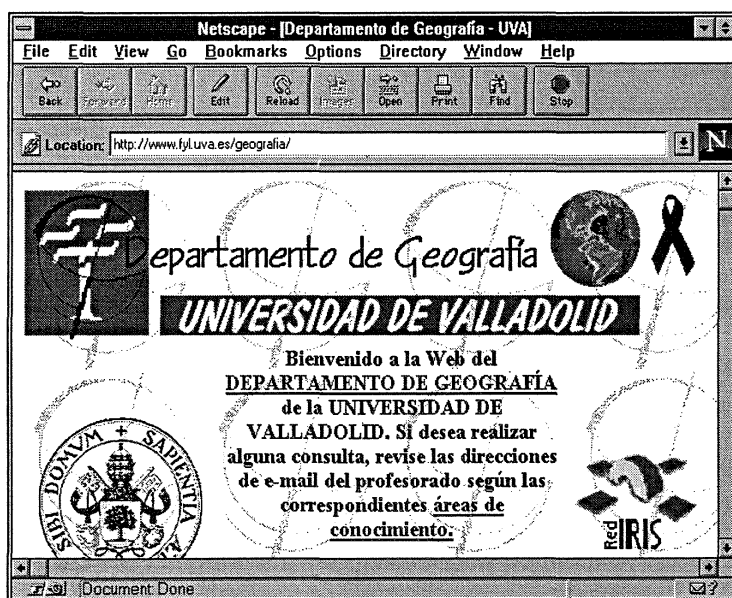 Netscape - [Departamento de Geografía - UVA]
File Edit View Go Bookmarks Options Directory Window Help
Back Forward Home Edit Reload Images Open Print Find Stop
Location: http://www.fyl.uva.es/geografia/
N
Departamento de Geografía
UNIVERSIDAD DE VALLADOLID
Bienvenido a la Web del
DEPARTAMENTO DE GEOGRAFÍA
de la UNIVERSIDAD DE
VALLADOLID. Si desea realizar
alguna consulta, revise las direcciones
de e-mail del profesorado según las
correspondientes áreas de
conocimiento.
SIBI DOMVM + SAPIENTIA
Red IRIS
Document: Done